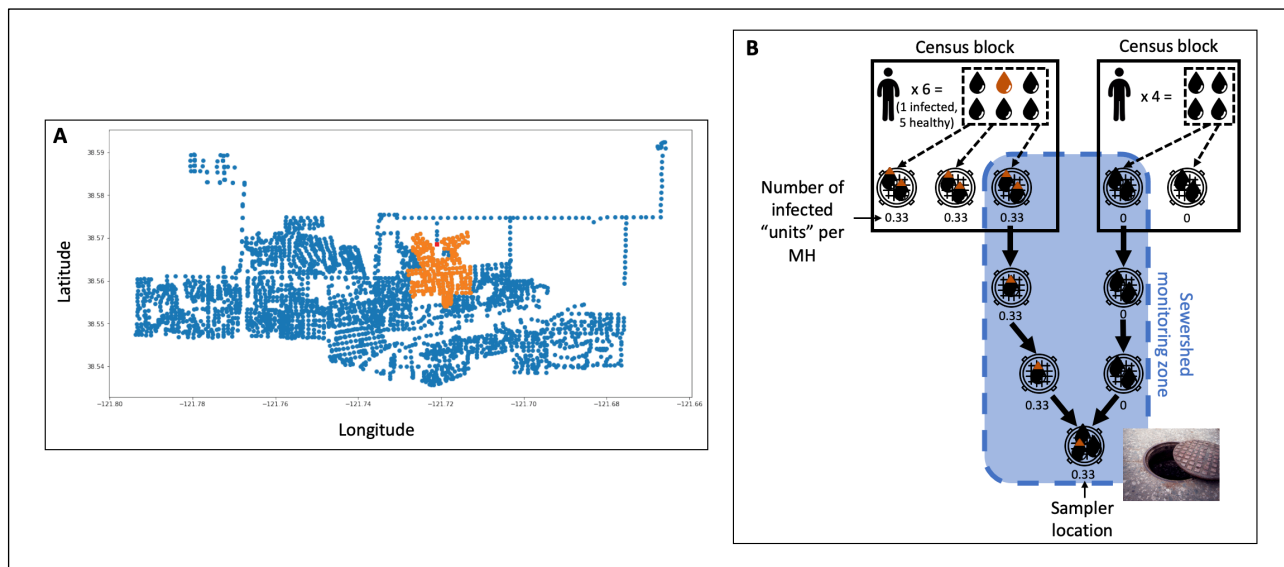 A
38.59
38.58
38.57
38.56
38.55
38.54
Latitude
−121.80 −121.78 −121.76 −121.74 −121.72 −121.70 −121.68 −121.66
Longitude
B
Census block Census block
x 6 = x 4 =
(1 infected,
5 healthy)
Number of
infected
“units” per
MH
0.33 0.33 0.33 0 0
0.33 0
0.33 0
0.33
Sewershed
monitoring zone
Sampler
location